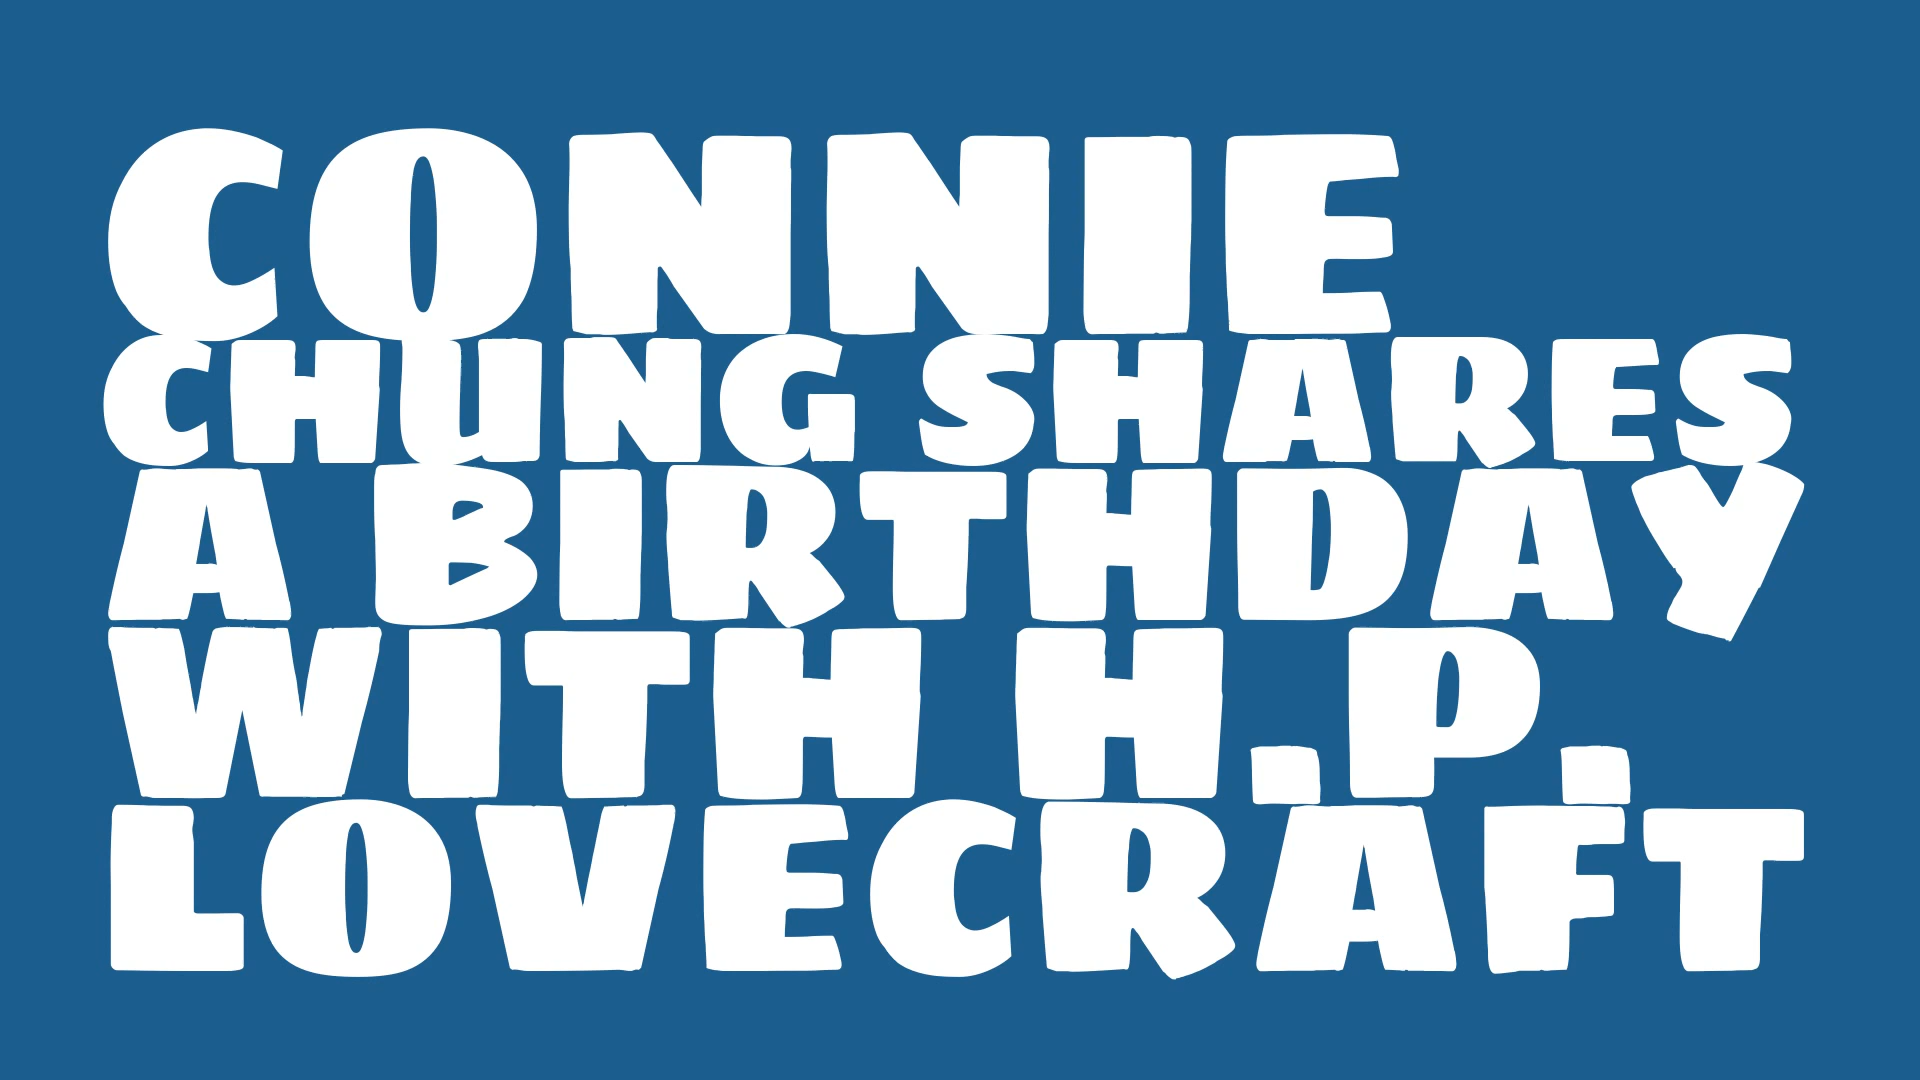 CONNIE
CHUNG SHARES
A BIRTHDAY
WITH H.P.
LOVECRAFT